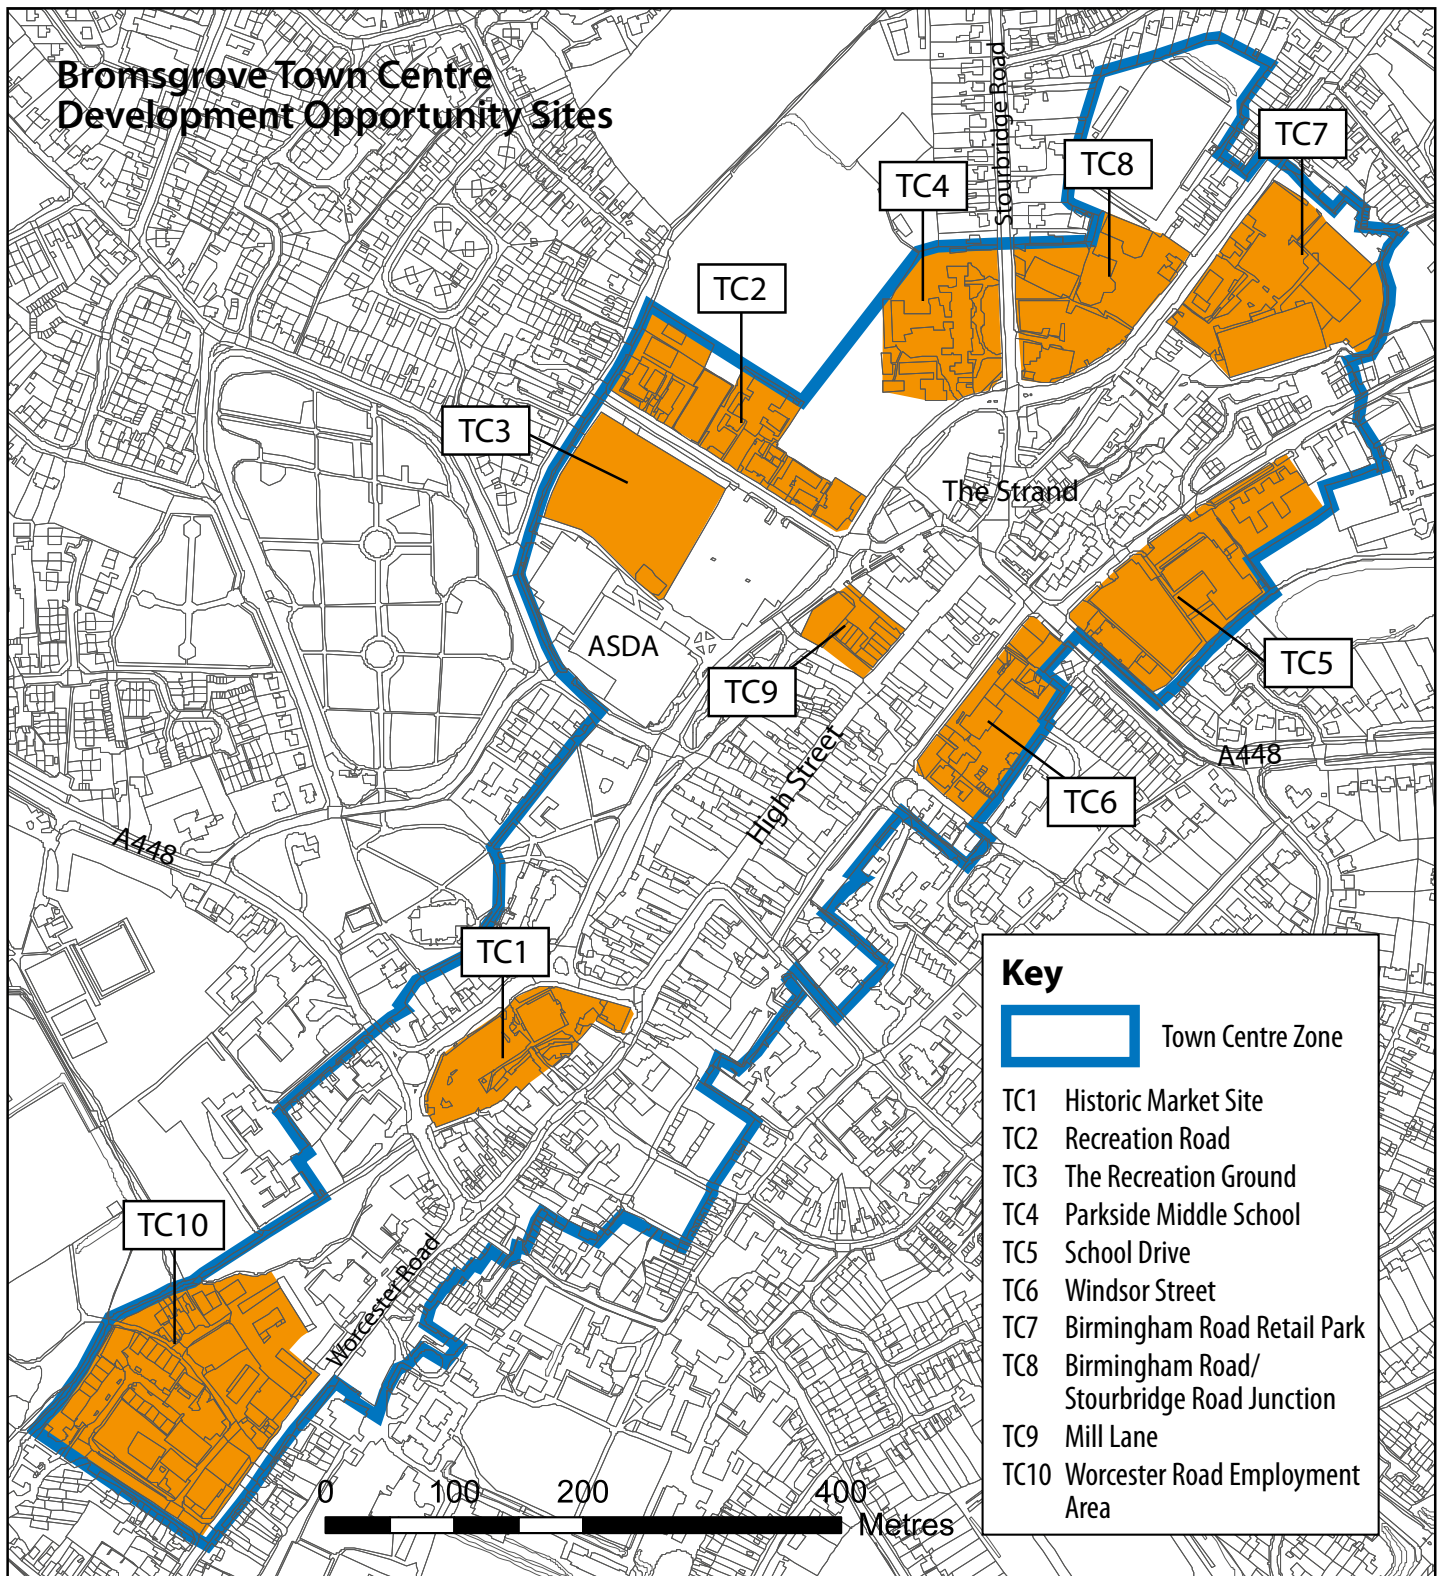 Bromsgrove Town Centre
Development Opportunity Sites
Stourbridge Road
TC7
TC8
TC4
TC2
TC3
The Strand
ASDA
TC9
TC5
High Street
A448
TC6
A448
TC1
TC10
Worcester Road
Key
Town Centre Zone
TC1 Historic Market Site
TC2 Recreation Road
TC3 The Recreation Ground
TC4 Parkside Middle School
TC5 School Drive
TC6 Windsor Street
TC7 Birmingham Road Retail Park
TC8 Birmingham Road/
Stourbridge Road Junction
TC9 Mill Lane
TC10 Worcester Road Employment
Area
0 100 200 400
Metres